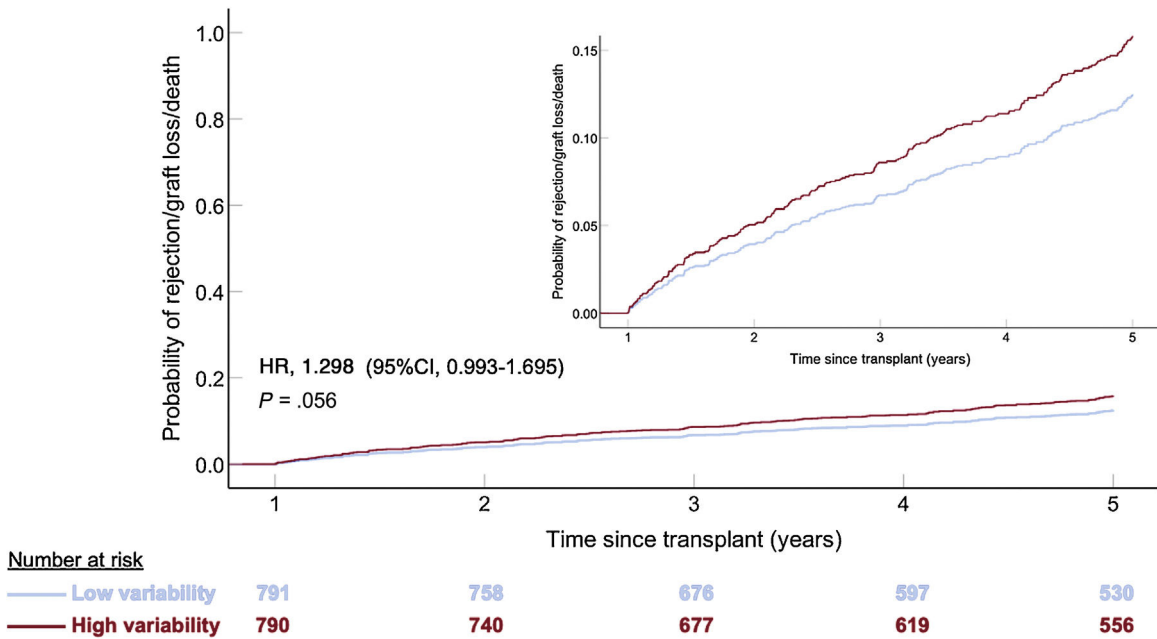 Probability of rejection/graft loss/death
1.0
0.8
0.6
0.4
0.2
0.0
HR, 1.298 (95%CI, 0.993-1.695)
P = .056
1 2 3 4 5
Time since transplant (years)
Probability of rejection/graft loss/death
0.15
0.10
0.05
0.00
1 2 3 4 5
Time since transplant (years)
Number at risk
Low variability 791 758 676 597 530
High variability 790 740 677 619 556